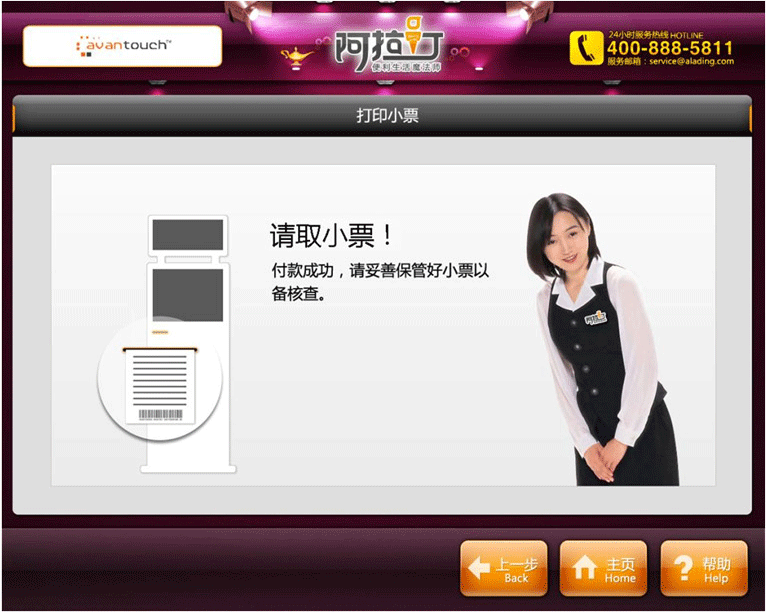 avantouch™
阿拉丁
便利生活魔法师
24小时服务热线 HOTLINE
400-888-5811
服务邮箱：service@alading.com
打印小票
请取小票！
付款成功，请妥善保管好小票以
备核查。
阿拉丁
上一步
Back
主页
Home
?
帮助
Help